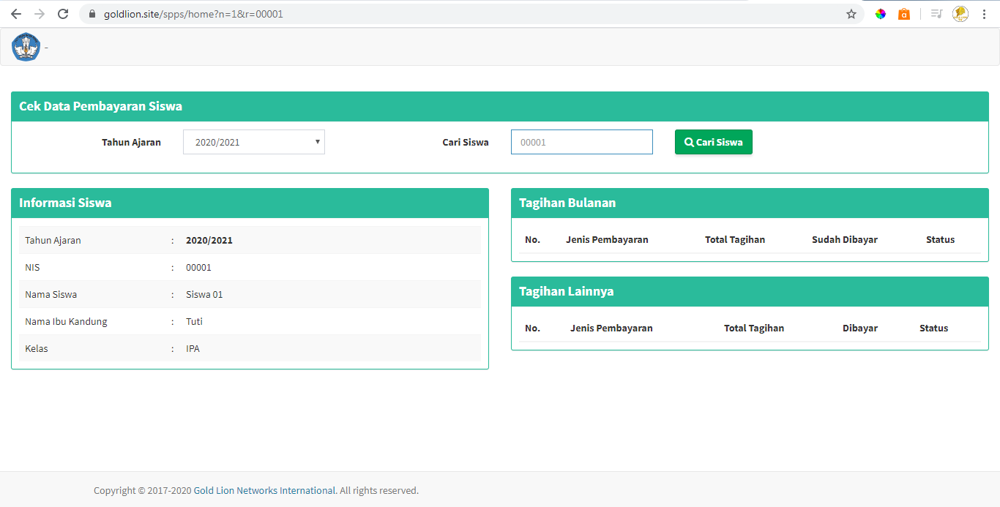 goldlion.site/spps/home?n=1&r=00001
-
Cek Data Pembayaran Siswa
Tahun Ajaran 2020/2021 Cari Siswa 00001 Cari Siswa
Informasi Siswa
Tahun Ajaran : 2020/2021
NIS : 00001
Nama Siswa : Siswa 01
Nama Ibu Kandung : Tuti
Kelas : IPA
Tagihan Bulanan
No. Jenis Pembayaran Total Tagihan Sudah Dibayar Status
Tagihan Lainnya
No. Jenis Pembayaran Total Tagihan Dibayar Status
Copyright © 2017-2020 Gold Lion Networks International. All rights reserved.